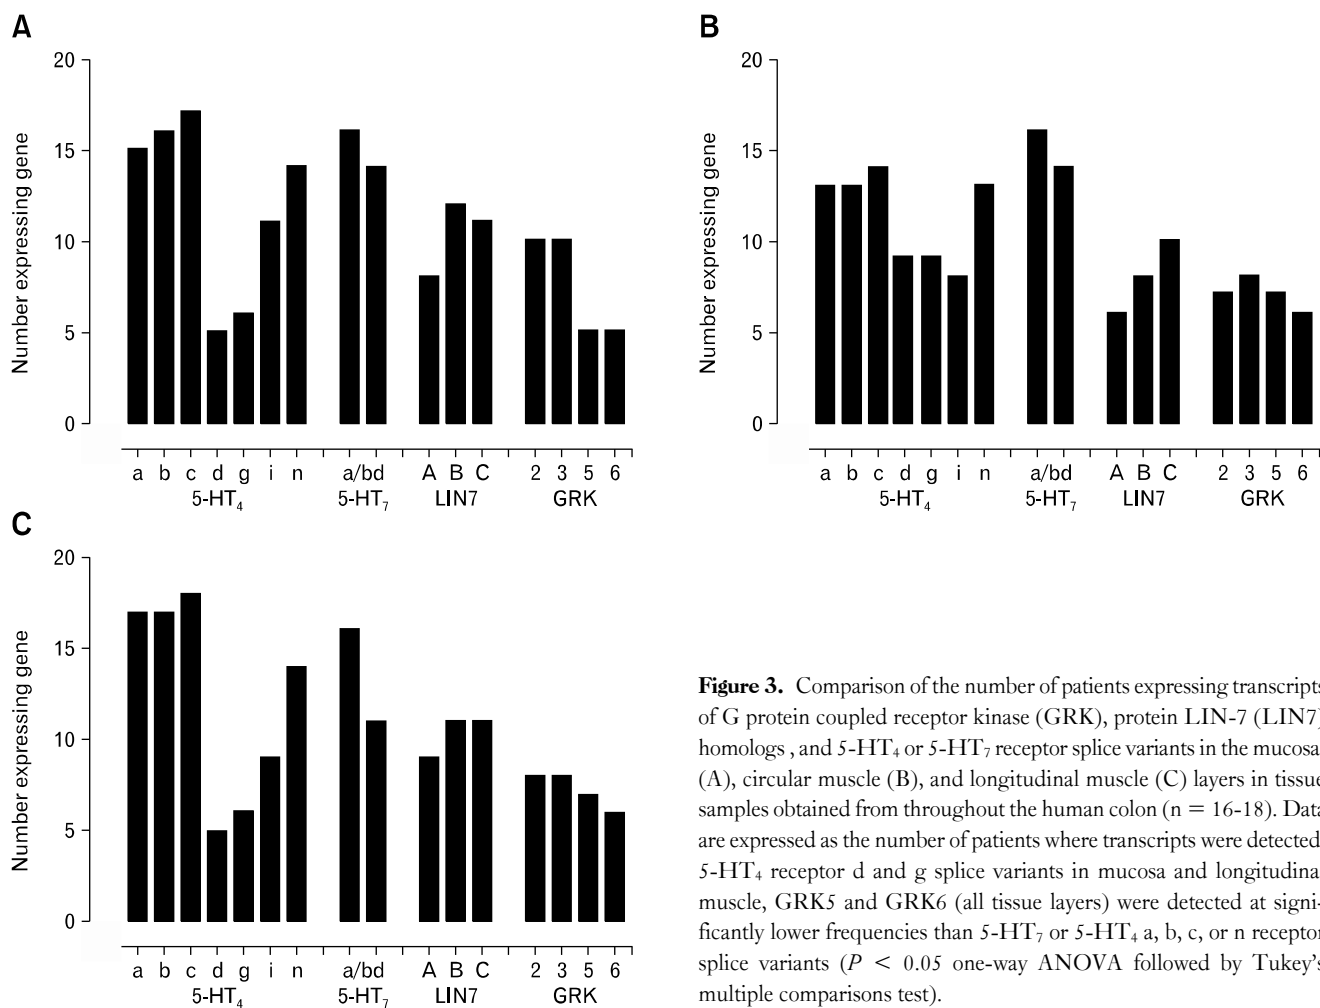 A
20
15
10
5
0
Number expressing gene
a b c d g i n a/bd A B C 2 3 5 6
5-HT₄ 5-HT₇ LIN7 GRK
B
20
15
10
5
0
Number expressing gene
a b c d g i n a/bd A B C 2 3 5 6
5-HT₄ 5-HT₇ LIN7 GRK
C
20
15
10
5
0
Number expressing gene
a b c d g i n a/bd A B C 2 3 5 6
5-HT₄ 5-HT₇ LIN7 GRK
Figure 3. Comparison of the number of patients expressing transcripts
of G protein coupled receptor kinase (GRK), protein LIN-7 (LIN7)
homologs , and 5-HT₄ or 5-HT₇ receptor splice variants in the mucosa
(A), circular muscle (B), and longitudinal muscle (C) layers in tissue
samples obtained from throughout the human colon (n = 16-18). Data
are expressed as the number of patients where transcripts were detected
5-HT₄ receptor d and g splice variants in mucosa and longitudina
muscle, GRK5 and GRK6 (all tissue layers) were detected at signi-
ficantly lower frequencies than 5-HT₇ or 5-HT₄ a, b, c, or n receptor
splice variants (P < 0.05 one-way ANOVA followed by Tukey's
multiple comparisons test).